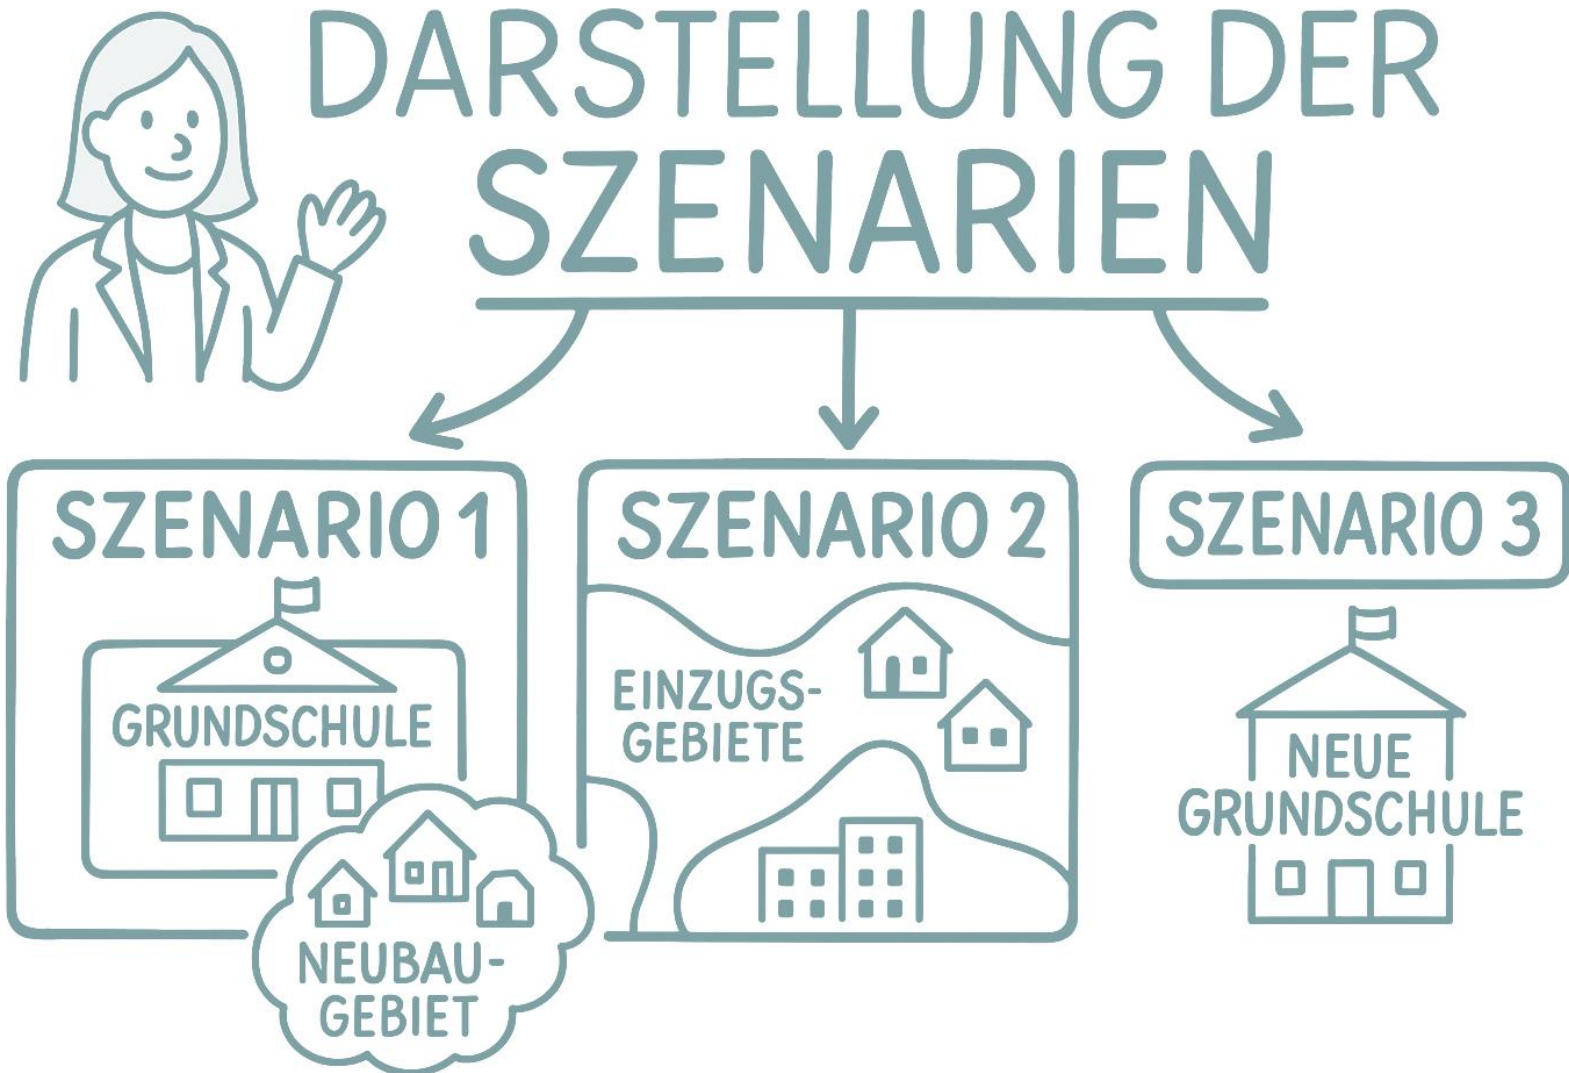 DARSTELLUNG DER
SZENARIEN
SZENARIO 1
GRUNDSCHULE
NEUBAU-
GEBIET
SZENARIO 2
EINZUGS-
GEBIETE
SZENARIO 3
NEUE
GRUNDSCHULE